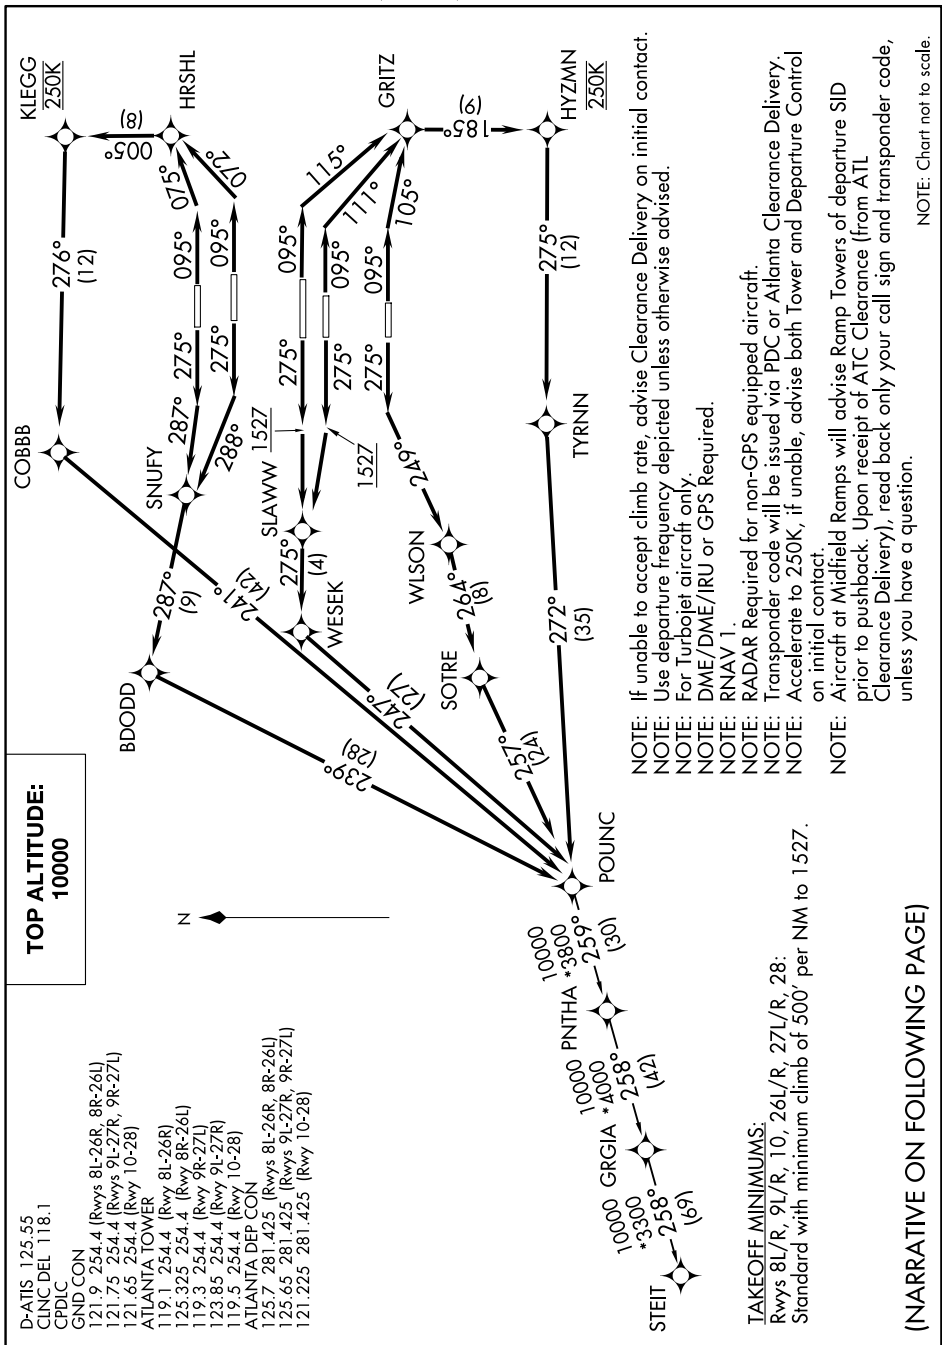 D-ATIS 125.55
CLNC DEL 118.1
CPDLC
GND CON
121.9 254.4 (Rwys 8L-26R, 8R-26L)
121.75 254.4 (Rwys 9L-27R, 9R-27L)
121.65 254.4 (Rwy 10-28)
ATLANTA TOWER
119.1 254.4 (Rwy 8L-26R)
125.325 254.4 (Rwy 8R-26L)
119.3 254.4 (Rwy 9R-27L)
123.85 254.4 (Rwy 9L-27R)
119.5 254.4 (Rwy 10-28)
ATLANTA DEP CON
125.7 281.425 (Rwys 8L-26R, 8R-26L)
125.65 281.425 (Rwys 9L-27R, 9R-27L)
121.225 281.425 (Rwy 10-28)
TOP ALTITUDE:
10000
N
COBBB
276°
(12)
KLEGG
250K
005°
(8)
HRSHL
SNUFY
287°
275°
095°
075°
288°
275°
095°
072°
BDODD
287°
(9)
241°
(42)
239°
(28)
SLAWW
1527
275°
095°
115°
1527
275°
095°
111°
275°
(4)
WESEK
247°
(27)
GRITZ
275°
095°
105°
249°
WLSON
264°
(8)
SOTRE
257°
(24)
185°
(9)
HYZMN
250K
275°
(12)
TYRNN
272°
(35)
POUNC
10000
*3800
259°
(30)
PNTHA
10000
*4000
258°
(42)
GRGIA
10000
*3300
258°
(69)
STEIT
NOTE: If unable to accept climb rate, advise Clearance Delivery on initial contact.
NOTE: Use departure frequency depicted unless otherwise advised.
NOTE: For Turbojet aircraft only.
NOTE: DME/DME/IRU or GPS Required.
NOTE: RNAV 1.
NOTE: RADAR Required for non-GPS equipped aircraft.
NOTE: Transponder code will be issued via PDC or Atlanta Clearance Delivery.
NOTE: Accelerate to 250K, if unable, advise both Tower and Departure Control
on initial contact.
NOTE: Aircraft at Midfield Ramps will advise Ramp Towers of departure SID
prior to pushback. Upon receipt of ATC Clearance (from ATL
Clearance Delivery), read back only your call sign and transponder code,
unless you have a question.
NOTE: Chart not to scale.
TAKEOFF MINIMUMS:
Rwys 8L/R, 9L/R, 10, 26L/R, 27L/R, 28:
Standard with minimum climb of 500' per NM to 1527.
(NARRATIVE ON FOLLOWING PAGE)